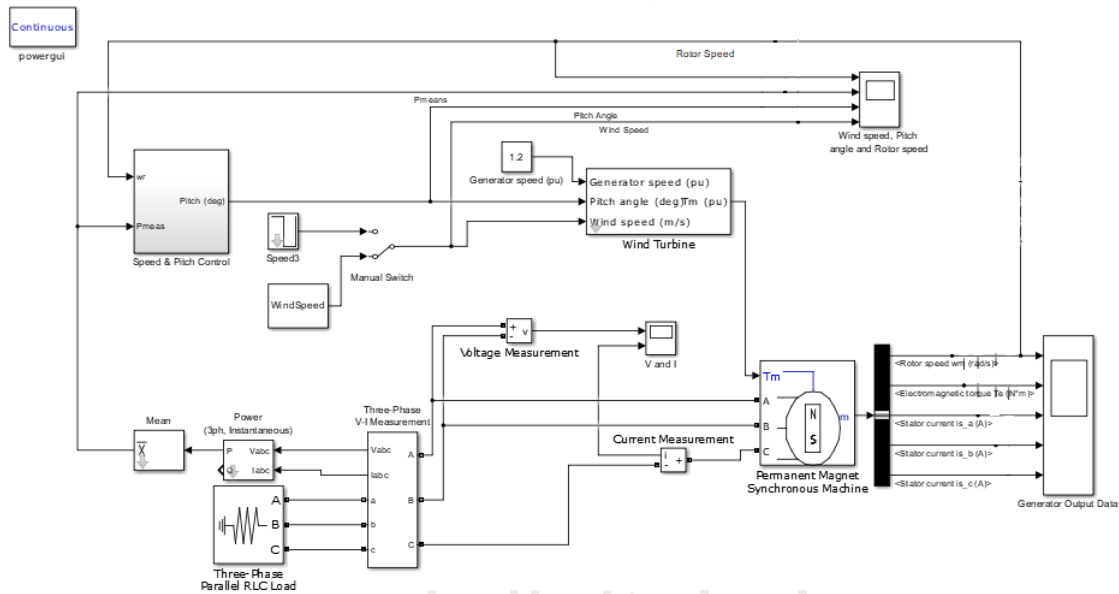 Continuous
powergui
Rotor Speed
Pmeans
Pitch Angle
Wind Speed
Wind speed, Pitch
angle and Rotor speed
1.2
Generator speed (pu)
wr
Pitch (deg)
Pmeas
Speed & Pitch Control
Generator speed (pu)
Pitch angle (deg)Tm (pu)
Wind speed (m/s)
Wind Turbine
Speed3
Manual Switch
WindSpeed
+
-
v
Voltage Measurement
V and I
Tm
A
B
C
N
S
m
Permanent Magnet
Synchronous Machine
<Rotor speed wm (rad/s)>
<Electromagnetic torque Te (N*m)>
<Stator current is_a (A)>
<Stator current is_b (A)>
<Stator current is_c (A)>
Generator Output Data
Mean
X
Power
(3ph, Instantaneous)
P
Vabc
Q
Iabc
Three-Phase
V-I Measurement
Vabc
Iabc
A
a
B
b
C
c
Current Measurement
i
-
+
A
B
C
Three-Phase
Parallel RLC Load